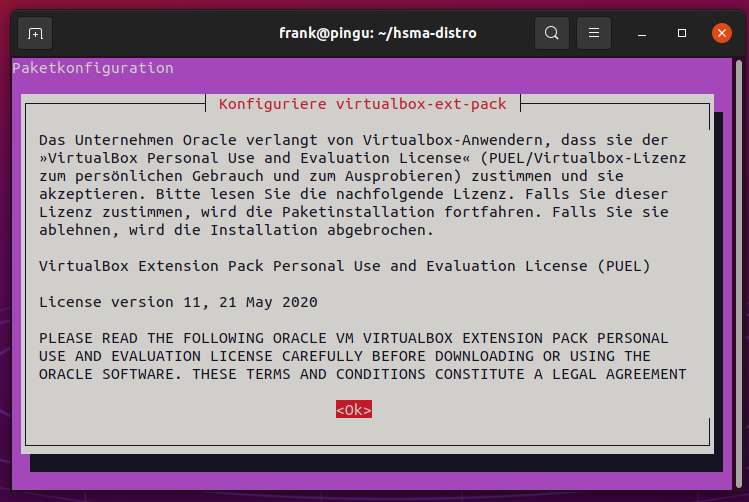 frank@pingu: ~/hsma-distro
Paketkonfiguration
Konfiguriere virtualbox-ext-pack
Das Unternehmen Oracle verlangt von Virtualbox-Anwendern, dass sie der
»VirtualBox Personal Use and Evaluation License« (PUEL/Virtualbox-Lizenz
zum persönlichen Gebrauch und zum Ausprobieren) zustimmen und sie
akzeptieren. Bitte lesen Sie die nachfolgende Lizenz. Falls Sie dieser
Lizenz zustimmen, wird die Paketinstallation fortfahren. Falls Sie sie
ablehnen, wird die Installation abgebrochen.
VirtualBox Extension Pack Personal Use and Evaluation License (PUEL)
License version 11, 21 May 2020
PLEASE READ THE FOLLOWING ORACLE VM VIRTUALBOX EXTENSION PACK PERSONAL
USE AND EVALUATION LICENSE CAREFULLY BEFORE DOWNLOADING OR USING THE
ORACLE SOFTWARE. THESE TERMS AND CONDITIONS CONSTITUTE A LEGAL AGREEMENT
<Ok>